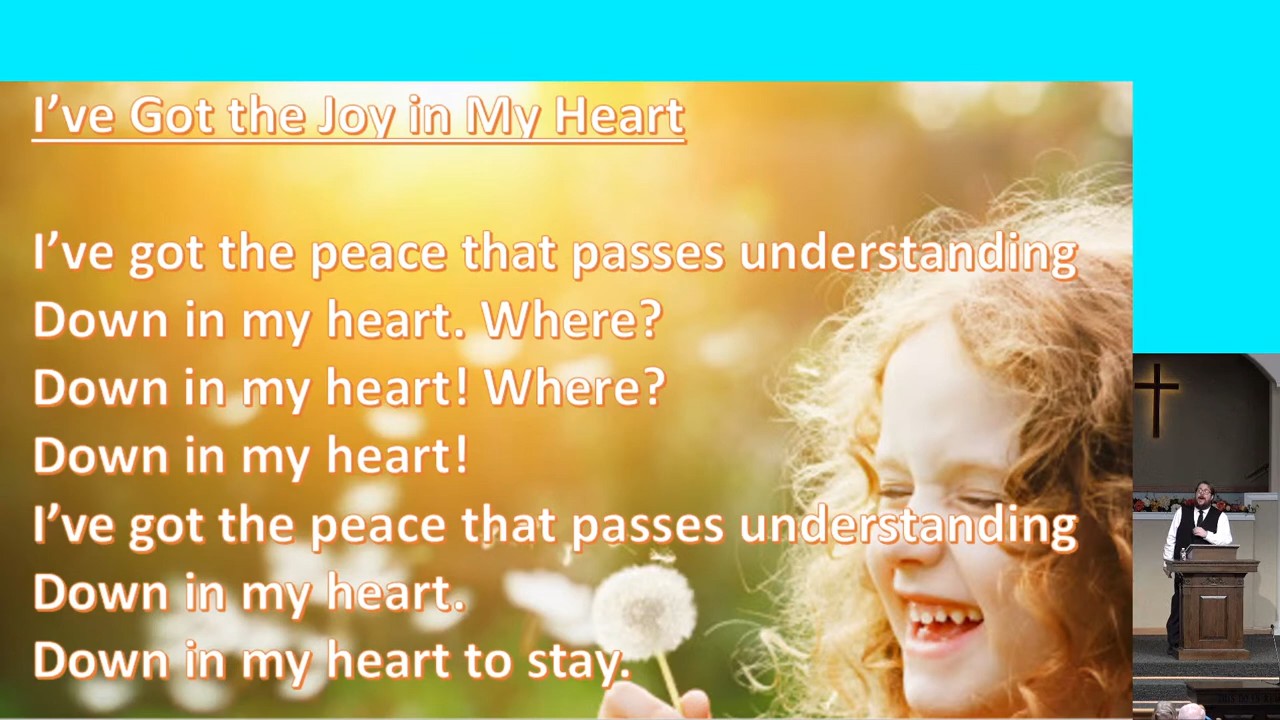 I've Got the Joy in My Heart
I've got the peace that passes understanding
Down in my heart. Where?
Down in my heart! Where?
Down in my heart!
I've got the peace that passes understanding
Down in my heart.
Down in my heart to stay.